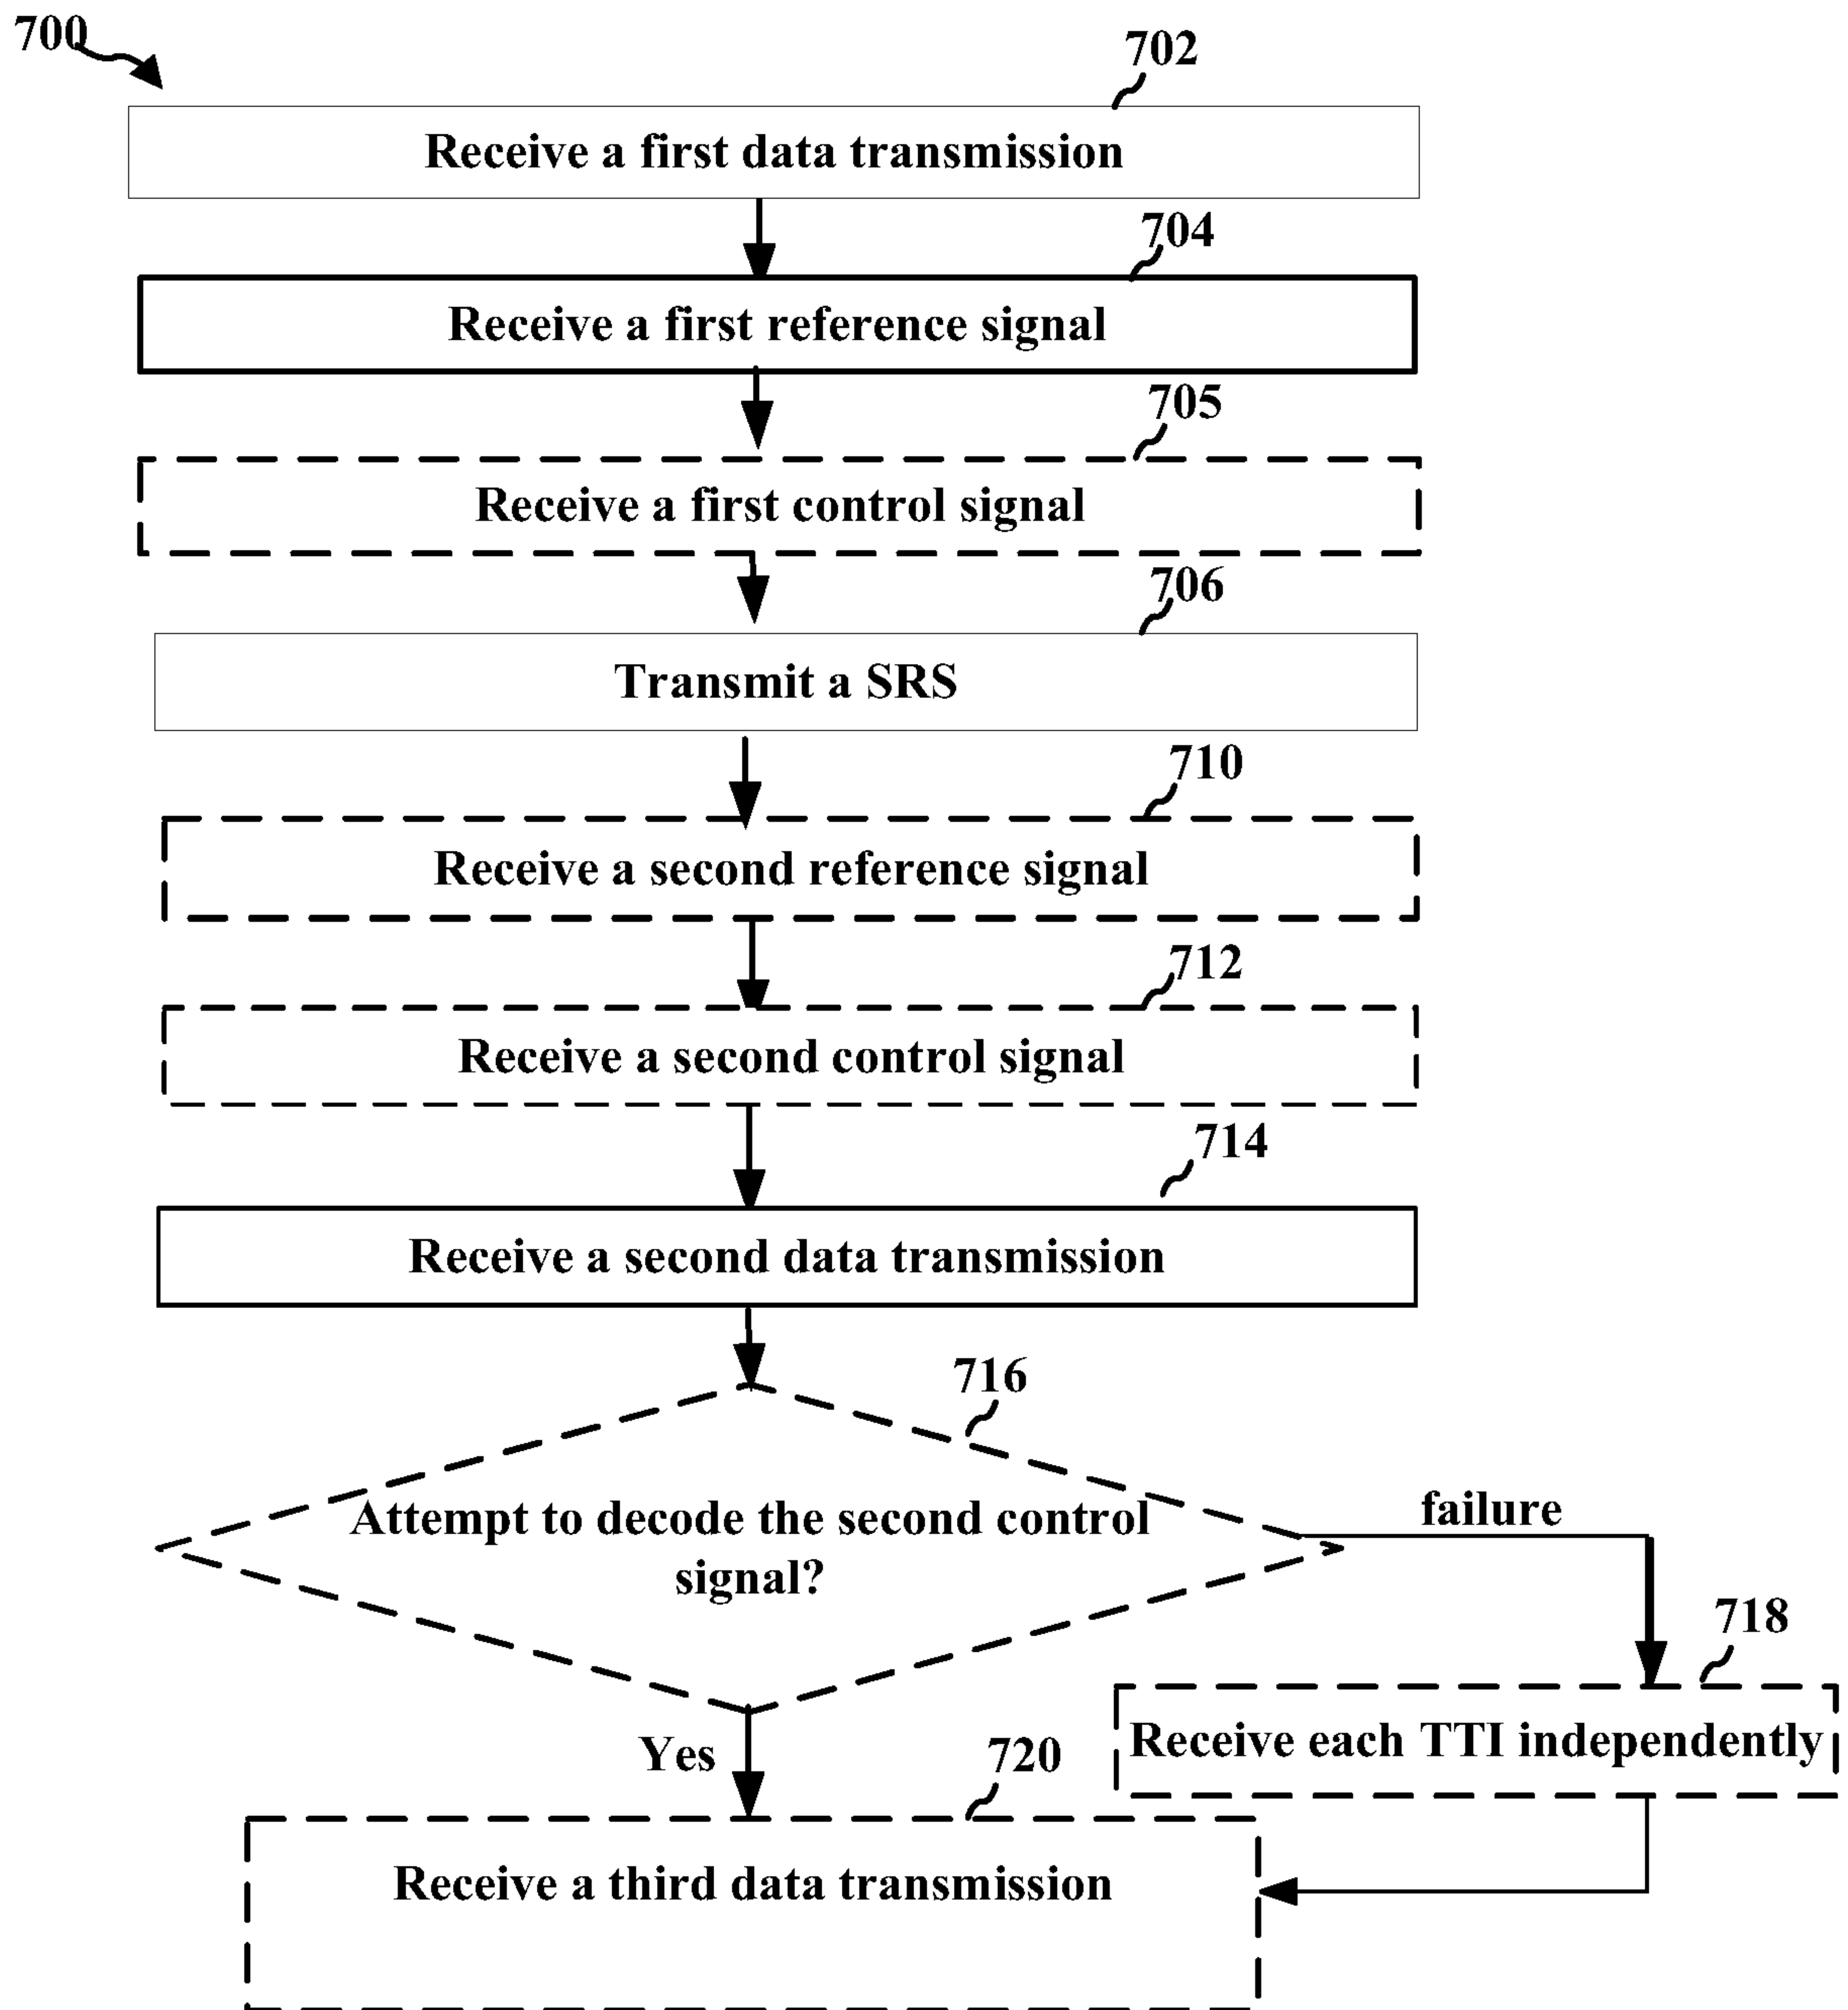 700
702
Receive a first data transmission
704
Receive a first reference signal
705
Receive a first control signal
706
Transmit a SRS
710
Receive a second reference signal
712
Receive a second control signal
714
Receive a second data transmission
716
Attempt to decode the second control
signal?
failure
718
Receive each TTI independently
Yes
720
Receive a third data transmission